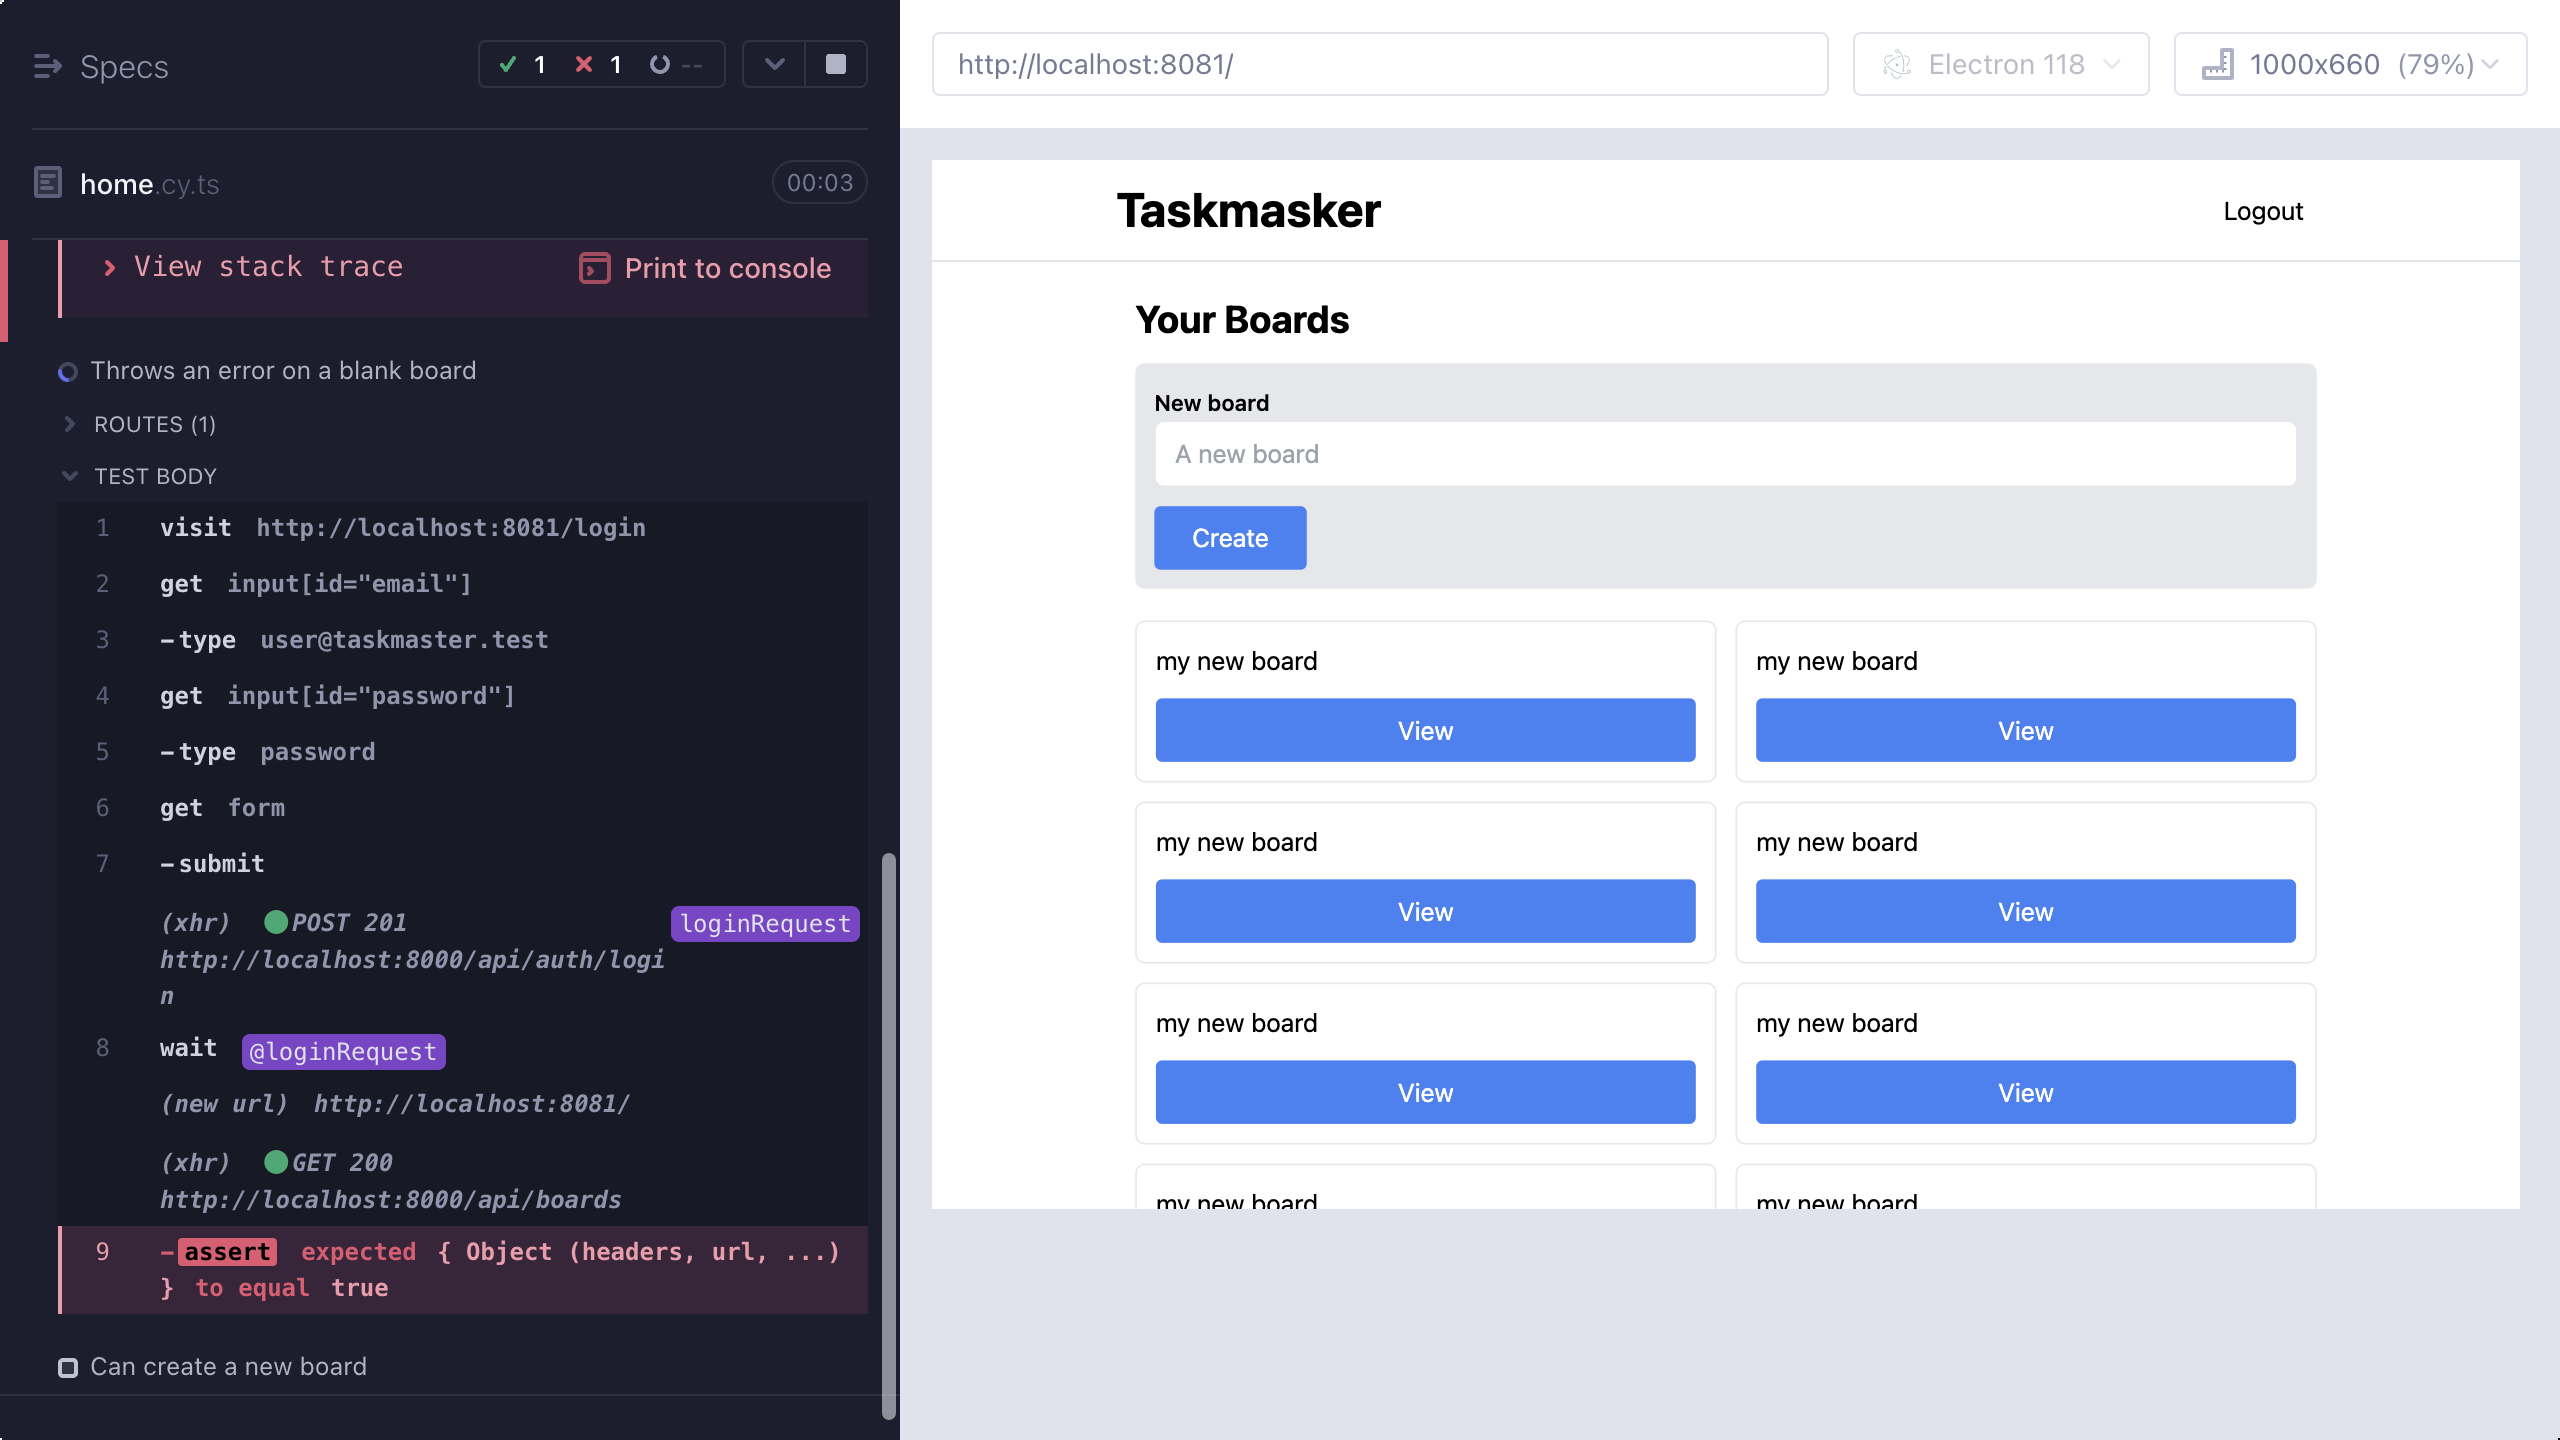 Specs
1 1 --
home.cy.ts
00:03
View stack trace
Print to console
Throws an error on a blank board
ROUTES (1)
TEST BODY
1 visit http://localhost:8081/login
2 get input[id="email"]
3 -type user@taskmaster.test
4 get input[id="password"]
5 -type password
6 get form
7 -submit
(xhr) POST 201 loginRequest
http://localhost:8000/api/auth/logi
n
8 wait @loginRequest
(new url) http://localhost:8081/
(xhr) GET 200
http://localhost:8000/api/boards
9 -assert expected { Object (headers, url, ...)
} to equal true
Can create a new board
http://localhost:8081/
Electron 118
1000x660 (79%)
Taskmasker
Logout
Your Boards
New board
A new board
Create
my new board
View
my new board
View
my new board
View
my new board
View
my new board
View
my new board
View
my new board
my new board